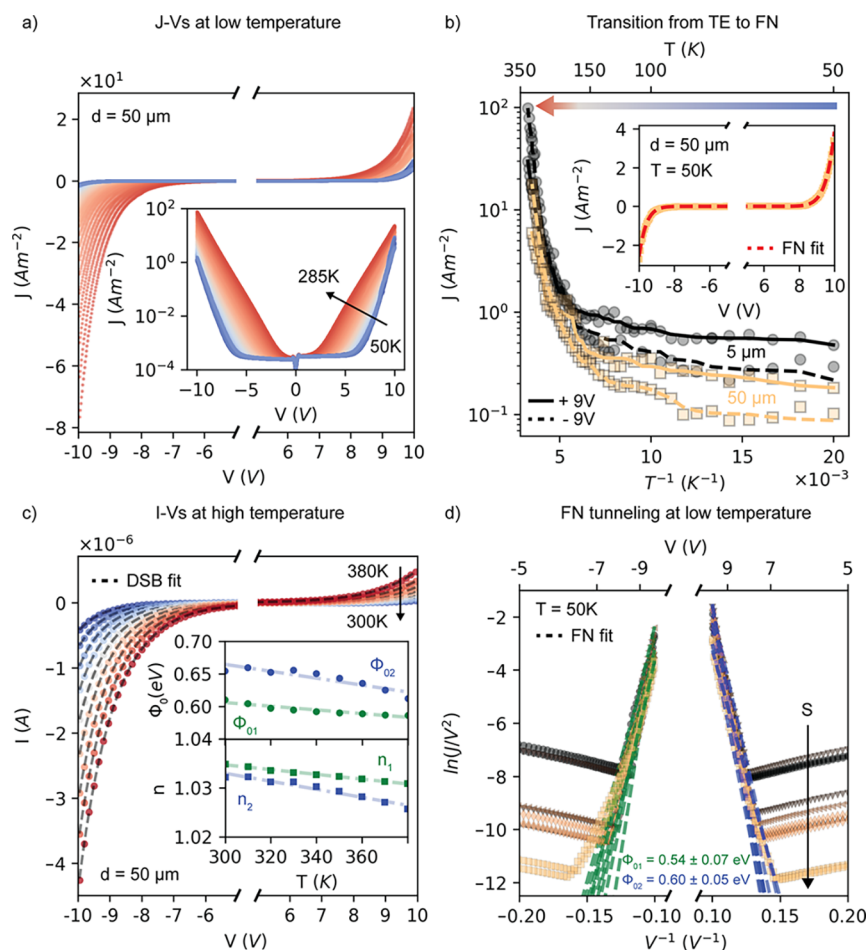 a) J-Vs at low temperature
×10¹
d = 50 μm
2
0
-2
-4
-6
-8
J (Am⁻²)
-10 -9 -8 -7 -6 6 7 8 9 10
V (V)
10²
10⁰
10⁻²
10⁻⁴
J (Am⁻²)
285K
50K
-10 -5 0 5 10
V (V)
b) Transition from TE to FN
T (K)
350 150 100 50
10²
10¹
10⁰
10⁻¹
J (Am⁻²)
4
2
0
-2
J (Am⁻²)
d = 50 μm
T = 50K
FN fit
-10 -8 -6 6 8 10
V (V)
5 μm
50 μm
+ 9V
- 9V
5 10 15 20
×10⁻³
T⁻¹ (K⁻¹)
c) I-Vs at high temperature
×10⁻⁶
DSB fit
380K
300K
0
-1
-2
-3
-4
I (A)
0.70
0.65
0.60
1.04
Φ₀(eV)
Φ₀₂
Φ₀₁
1.03
1.02
n
n₁
n₂
300 320 340 360
T (K)
d = 50 μm
-10 -9 -8 -7 -6 6 7 8 9 10
V (V)
d) FN tunneling at low temperature
V (V)
-5 -7 -9 9 7 5
T = 50K
FN fit
-2
-4
-6
-8
-10
-12
ln(J/V²)
S
Φ₀₁ = 0.54 ± 0.07 eV
Φ₀₂ = 0.60 ± 0.05 eV
-0.20 -0.15 -0.10 0.10 0.15 0.20
V⁻¹ (V⁻¹)